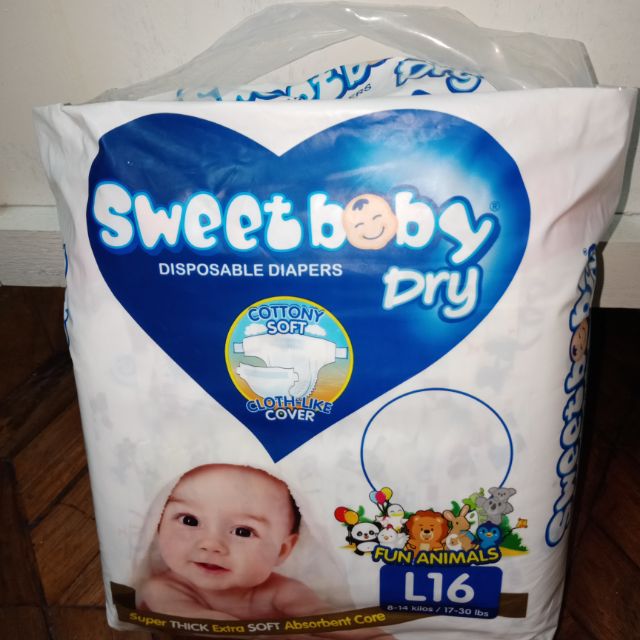 Sweetbaby®
DISPOSABLE DIAPERS
Dry
COTTONY
SOFT
CLOTH-LIKE
COVER
FUN ANIMALS
L16
8-14 kilos / 17-30 lbs
Super THICK Extra SOFT Absorbent Core
Sweetbaby